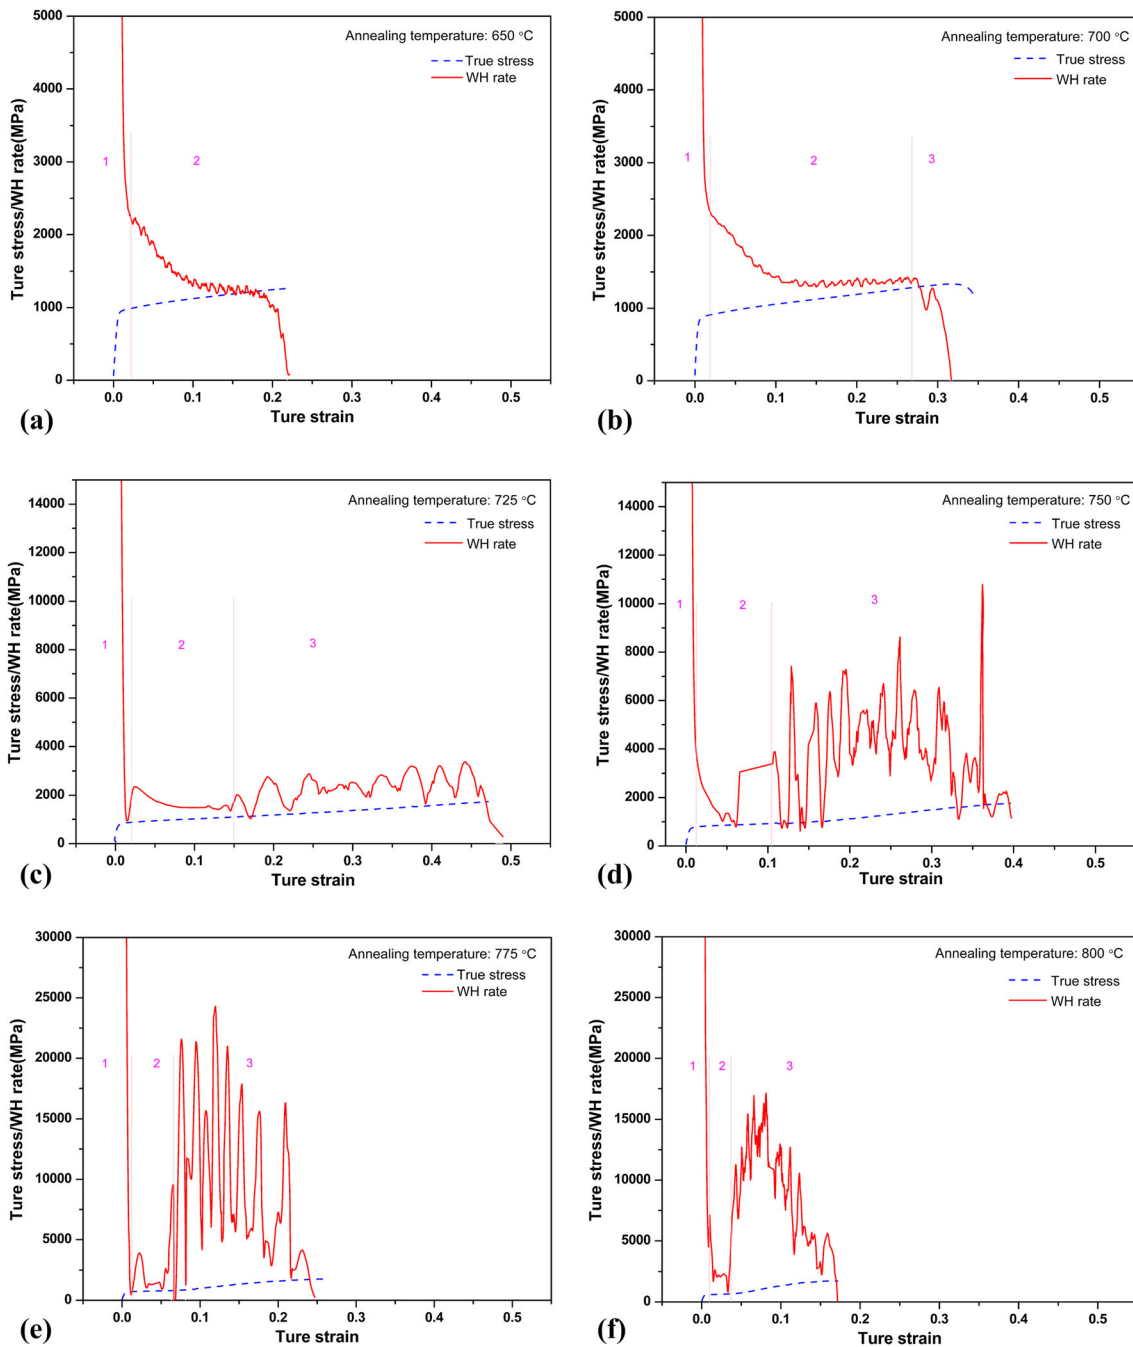 5000
4000
3000
2000
1000
0
Ture stress/WH rate(MPa)
Annealing temperature: 650 °C
True stress
WH rate
1
2
0.0 0.1 0.2 0.3 0.4 0.5
Ture strain
(a)
5000
4000
3000
2000
1000
0
Ture stress/WH rate(MPa)
Annealing temperature: 700 °C
True stress
WH rate
1
2
3
0.0 0.1 0.2 0.3 0.4 0.5
Ture strain
(b)
14000
12000
10000
8000
6000
4000
2000
0
Ture stress/WH rate(MPa)
Annealing temperature: 725 °C
True stress
WH rate
1
2
3
0.0 0.1 0.2 0.3 0.4 0.5
Ture strain
(c)
14000
12000
10000
8000
6000
4000
2000
0
Ture stress/WH rate(MPa)
Annealing temperature: 750 °C
True stress
WH rate
1
2
3
0.0 0.1 0.2 0.3 0.4 0.5
Ture strain
(d)
30000
25000
20000
15000
10000
5000
0
Ture stress/WH rate(MPa)
Annealing temperature: 775 °C
True stress
WH rate
1
2
3
0.0 0.1 0.2 0.3 0.4 0.5
Ture strain
(e)
30000
25000
20000
15000
10000
5000
0
Ture stress/WH rate(MPa)
Annealing temperature: 800 °C
True stress
WH rate
1
2
3
0.0 0.1 0.2 0.3 0.4 0.5
Ture strain
(f)